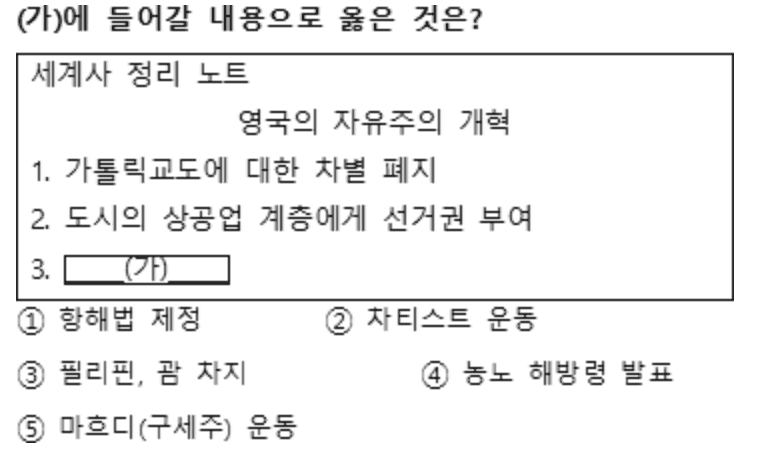 (가)에 들어갈 내용으로 옳은 것은?
세계사 정리 노트
영국의 자유주의 개혁
1. 가톨릭교도에 대한 차별 폐지
2. 도시의 상공업 계층에게 선거권 부여
3. (가)
① 항해법 제정 ② 차티스트 운동
③ 필리핀, 괌 차지 ④ 농노 해방령 발표
⑤ 마흐디(구세주) 운동